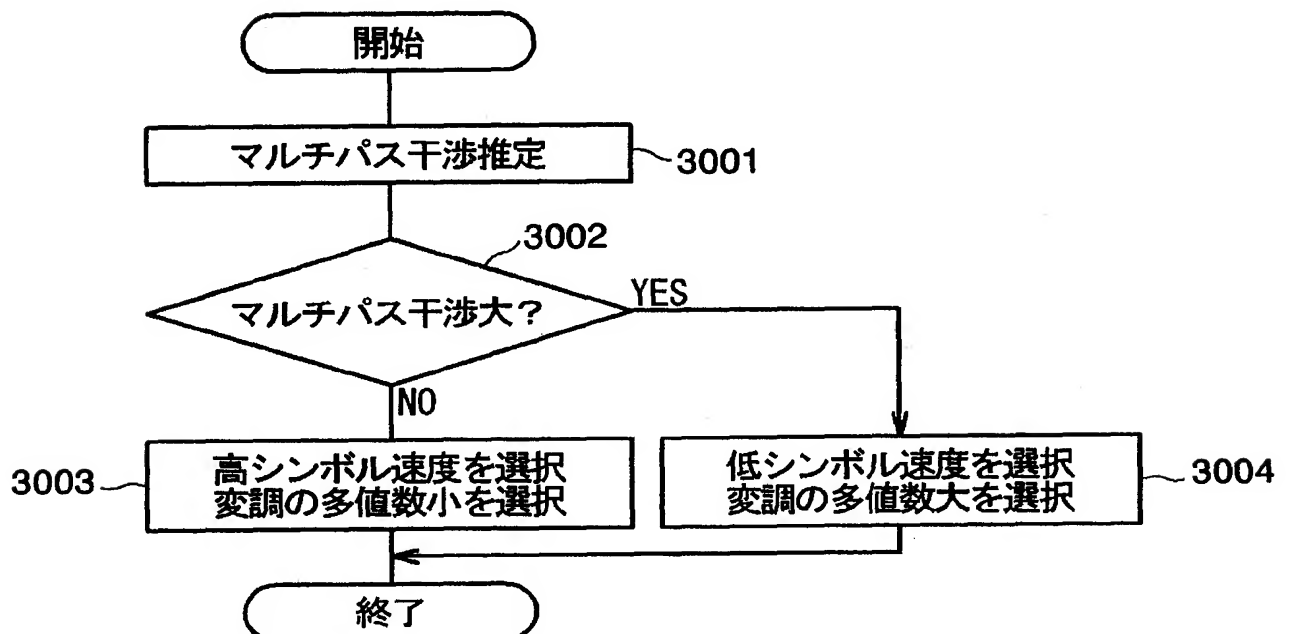 開始
マルチパス干渉推定
3001
3002
マルチパス干渉大?
YES
NO
3003
高シンボル速度を選択
変調の多値数小を選択
低シンボル速度を選択
変調の多値数大を選択
3004
終了